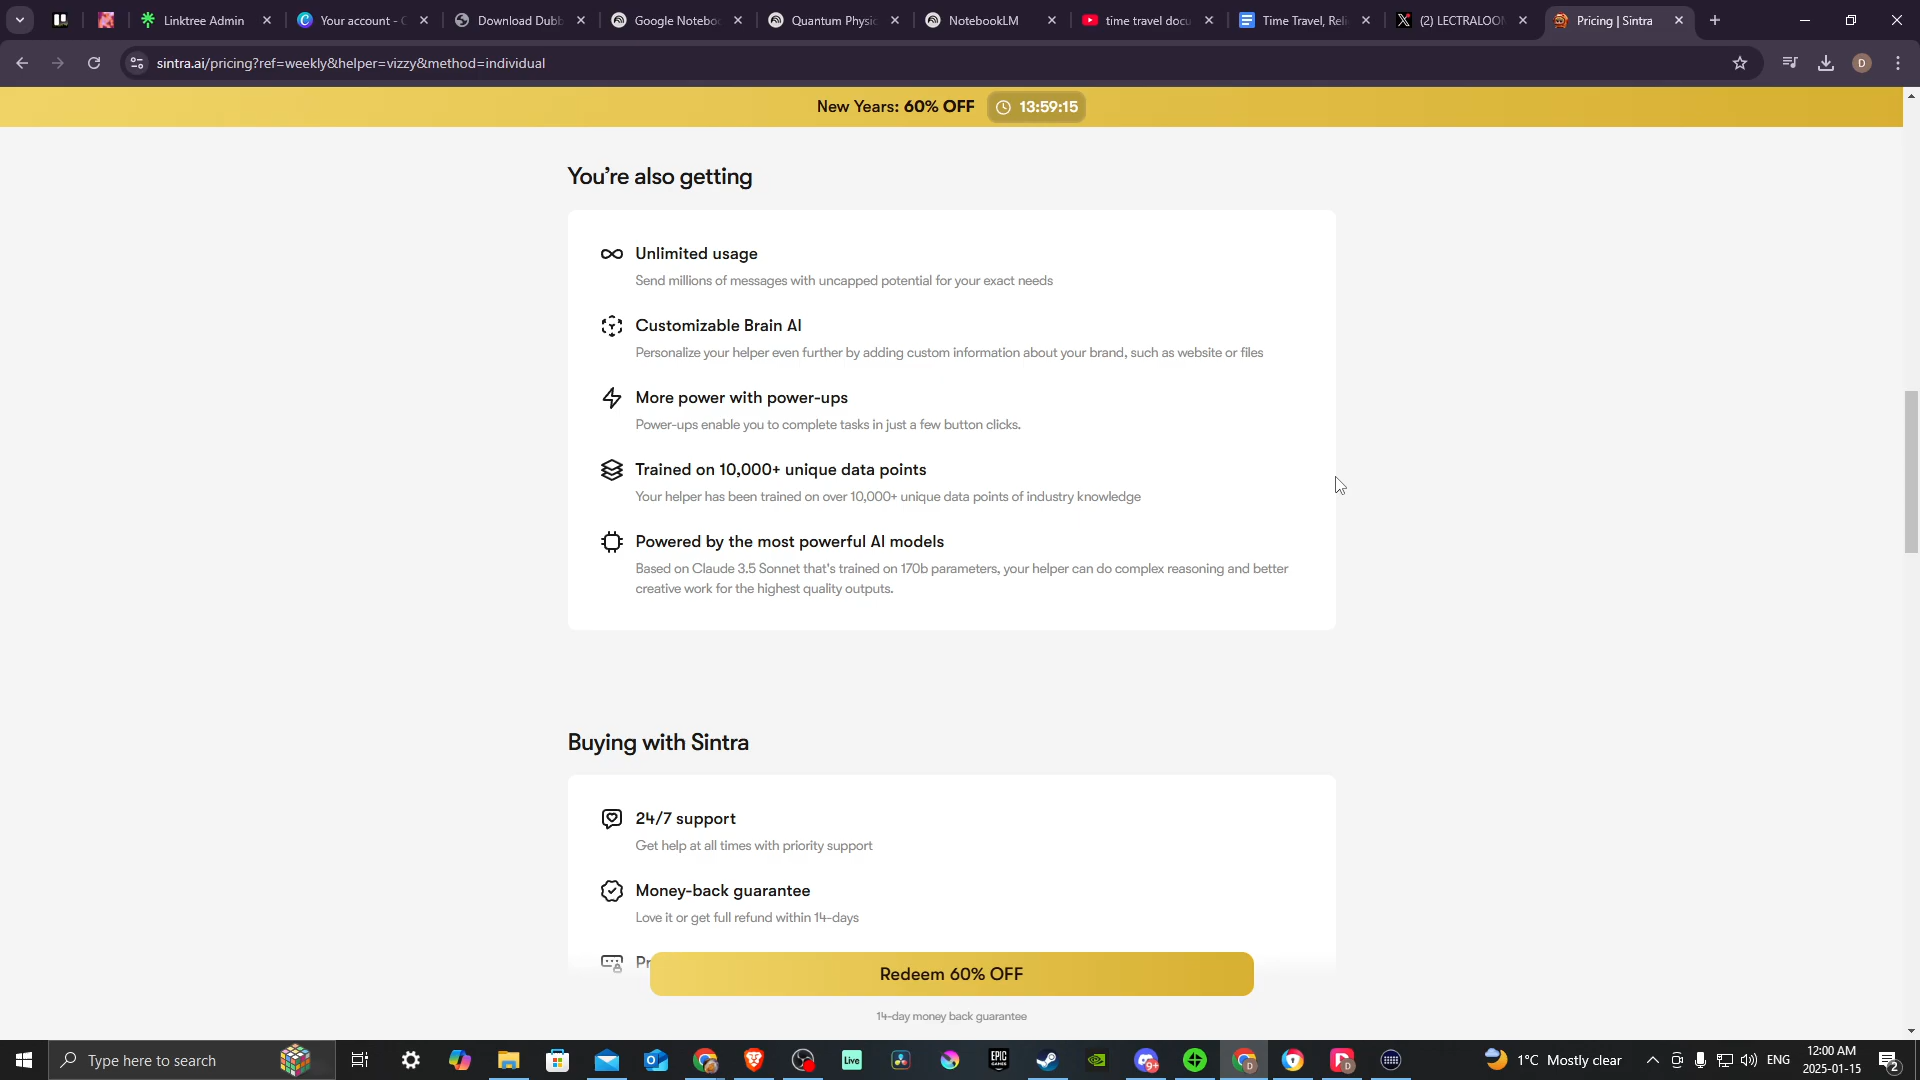 Linktree Admin
Your account - C
Download Dubb
Google Noteboo
Quantum Physic
NotebookLM
time travel docu
Time Travel, Reli
(2) LECTRALOON
Pricing | Sintra
sintra.ai/pricing?ref=weekly&helper=vizzy&method=individual
D
New Years: 60% OFF 13:59:15
You're also getting
Unlimited usage
Send millions of messages with uncapped potential for your exact needs
Customizable Brain AI
Personalize your helper even further by adding custom information about your brand, such as website or files
More power with power-ups
Power-ups enable you to complete tasks in just a few button clicks.
Trained on 10,000+ unique data points
Your helper has been trained on over 10,000+ unique data points of industry knowledge
Powered by the most powerful AI models
Based on Claude 3.5 Sonnet that's trained on 170b parameters, your helper can do complex reasoning and better
creative work for the highest quality outputs.
Buying with Sintra
24/7 support
Get help at all times with priority support
Money-back guarantee
Love it or get full refund within 14-days
Pr
Redeem 60% OFF
14-day money back guarantee
Type here to search
Live
EPIC
GAMES
9+
D
D
1°C Mostly clear
ENG
12:00 AM
2025-01-15
2